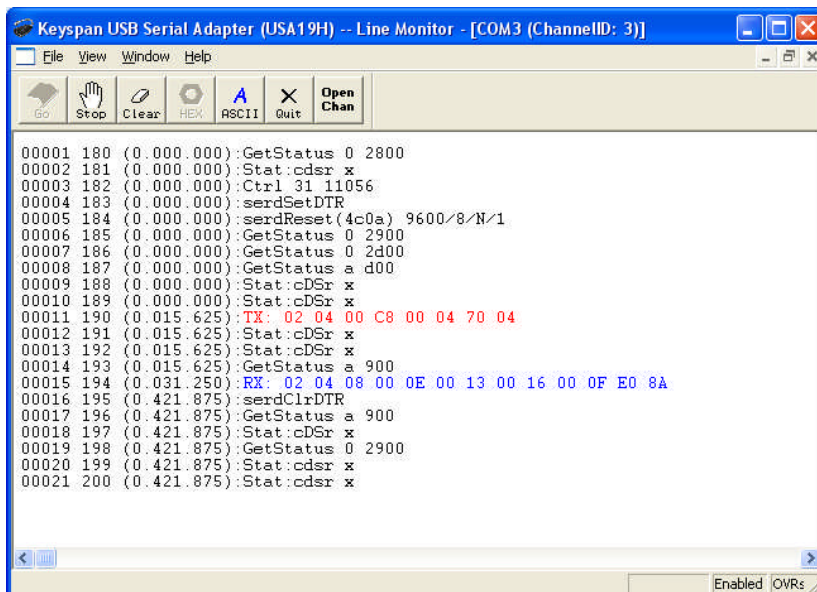 Keyspan USB Serial Adapter (USA19H) -- Line Monitor - [COM3 (ChannelID: 3)]
File View Window Help
Go Stop Clear HEX ASCII Quit Open Chan
00001 180 (0.000.000):GetStatus 0 2800
00002 181 (0.000.000):Stat:cdsr x
00003 182 (0.000.000):Ctrl 31 11056
00004 183 (0.000.000):serdSetDTR
00005 184 (0.000.000):serdReset(4c0a) 9600/8/N/1
00006 185 (0.000.000):GetStatus 0 2900
00007 186 (0.000.000):GetStatus 0 2d00
00008 187 (0.000.000):GetStatus a d00
00009 188 (0.000.000):Stat:cDSr x
00010 189 (0.000.000):Stat:cDSr x
00011 190 (0.015.625):TX: 02 04 00 C8 00 04 70 04
00012 191 (0.015.625):Stat:cDSr x
00013 192 (0.015.625):Stat:cDSr x
00014 193 (0.015.625):GetStatus a 900
00015 194 (0.031.250):RX: 02 04 08 00 0E 00 13 00 16 00 0F E0 8A
00016 195 (0.421.875):serdClrDTR
00017 196 (0.421.875):GetStatus a 900
00018 197 (0.421.875):Stat:cDSr x
00019 198 (0.421.875):GetStatus 0 2900
00020 199 (0.421.875):Stat:cdsr x
00021 200 (0.421.875):Stat:cdsr x
Enabled OVRs